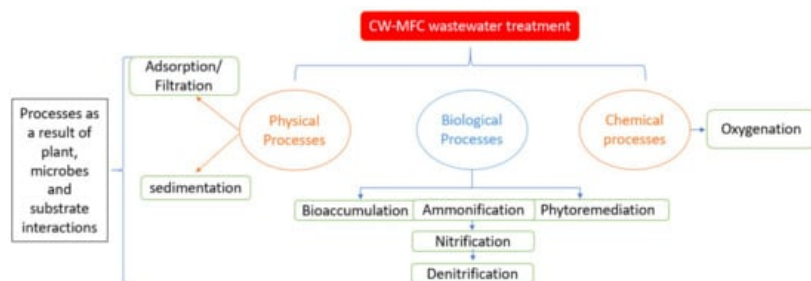 CW-MFC wastewater treatment
Adsorption/
Filtration
Processes as
a result of
plant,
microbes
and
substrate
interactions
Physical
Processes
Biological
Processes
Chemical
processes
Oxygenation
sedimentation
Bioaccumulation
Ammonification
Phytoremediation
Nitrification
Denitrification